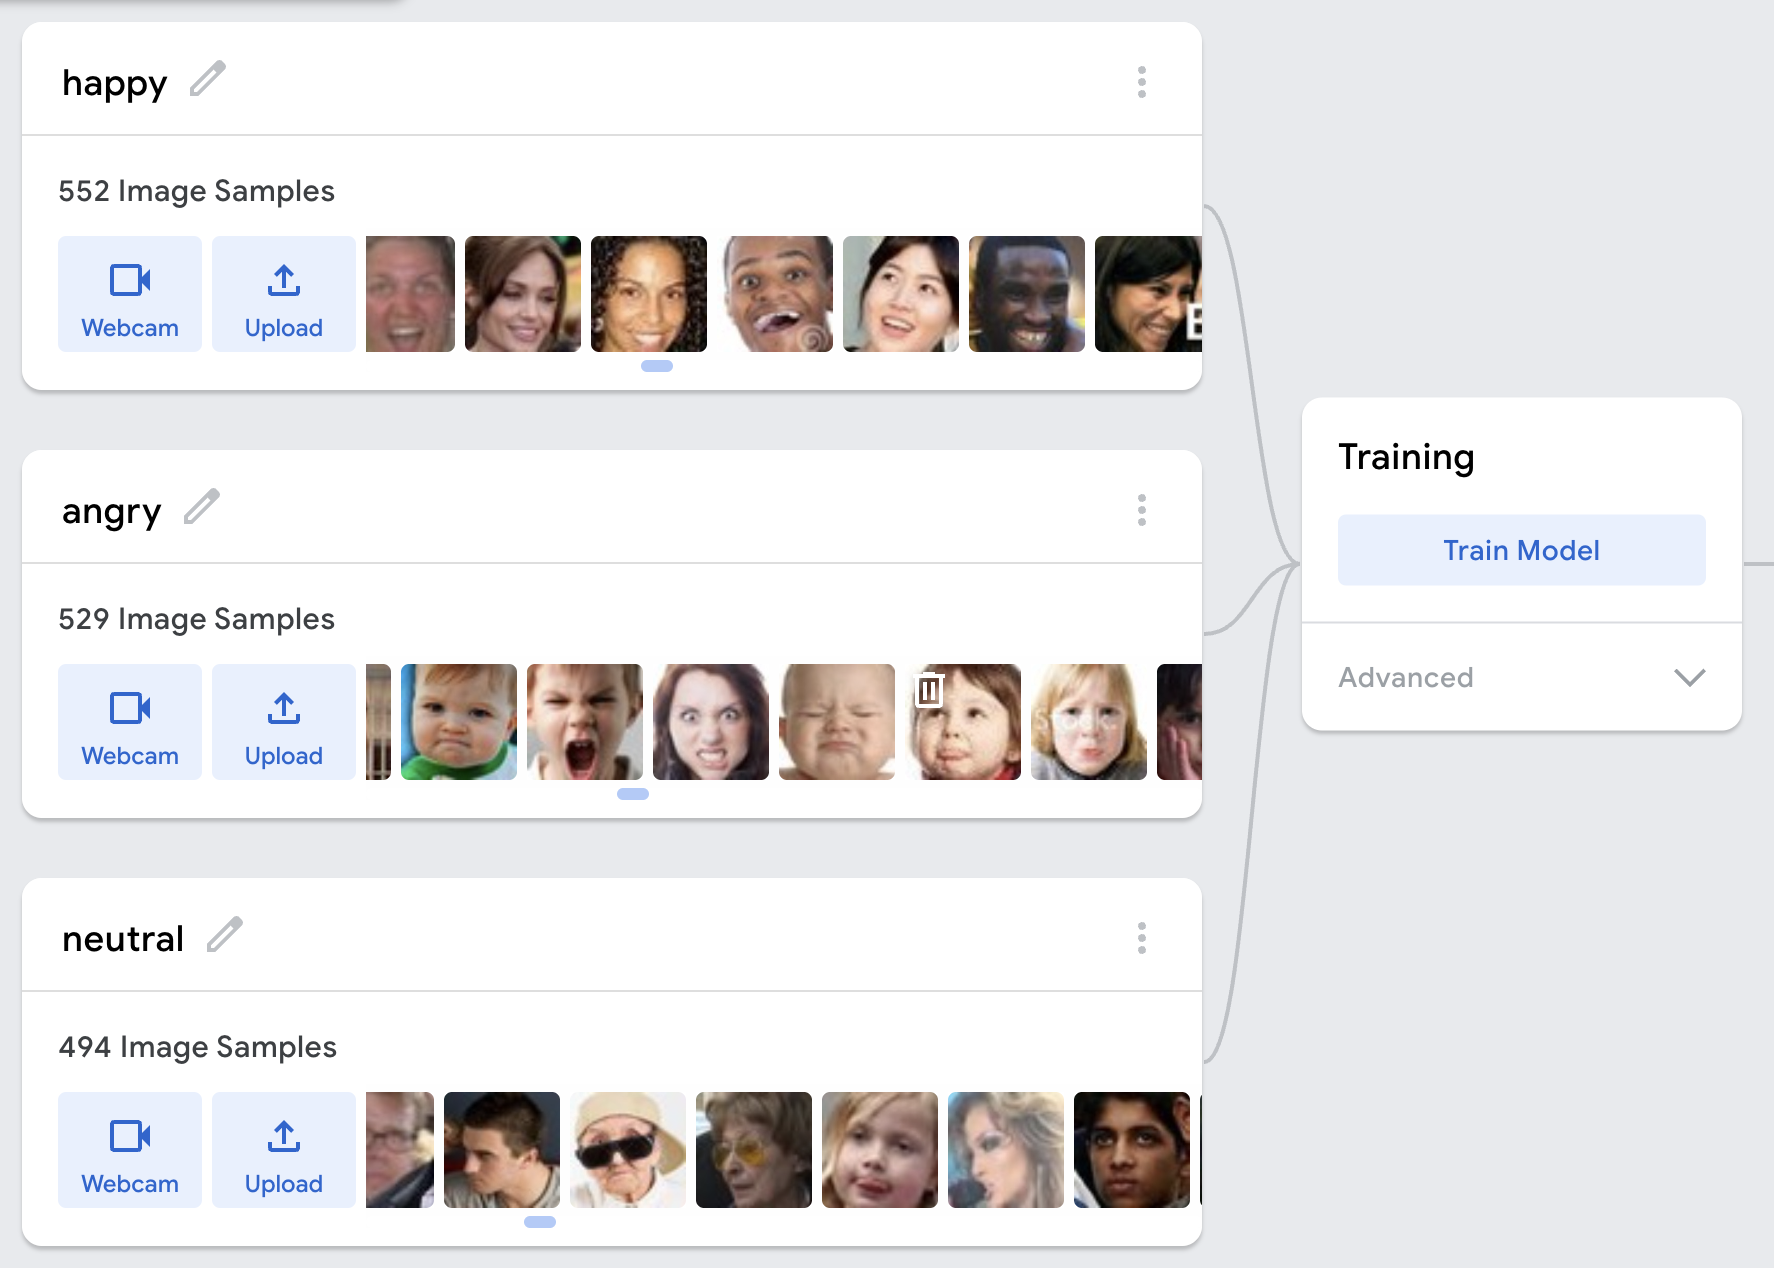 happy
552 Image Samples
Webcam
Upload
angry
529 Image Samples
Webcam
Upload
neutral
494 Image Samples
Webcam
Upload
Training
Train Model
Advanced